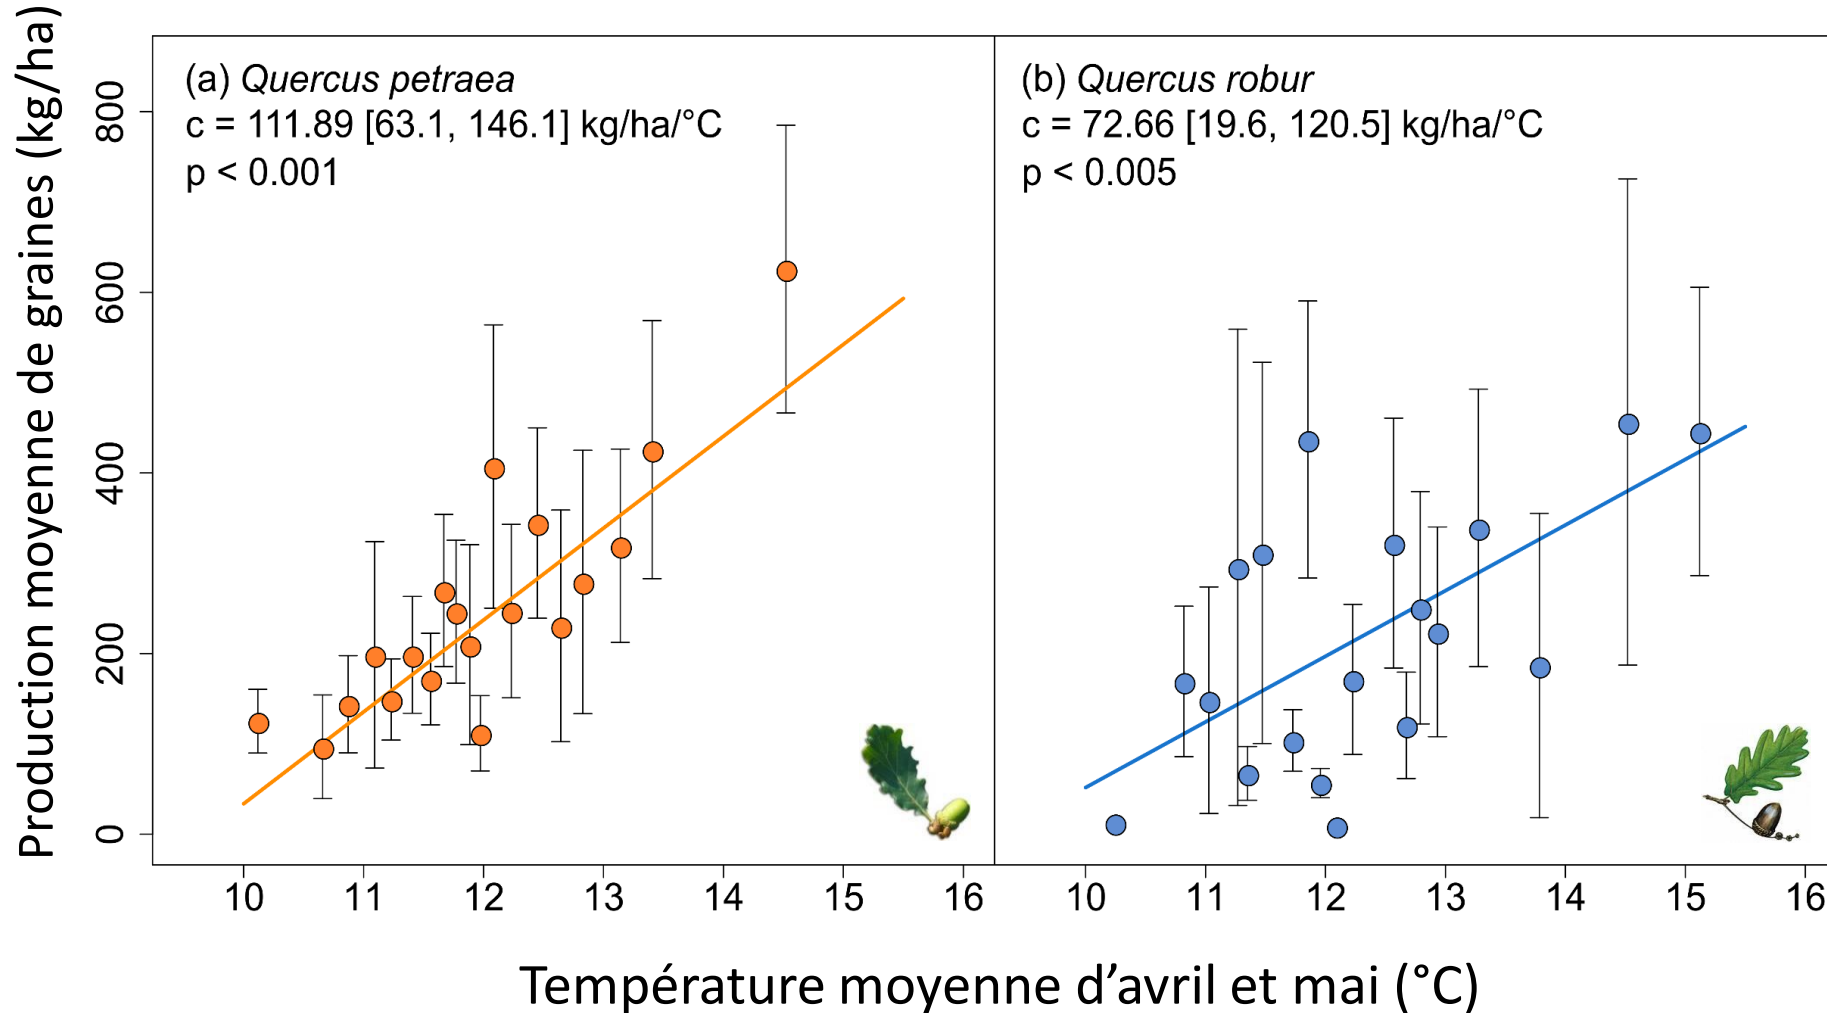 Production moyenne de graines (kg/ha)
800
600
400
200
0
(a) Quercus petraea
c = 111.89 [63.1, 146.1] kg/ha/°C
p < 0.001
(b) Quercus robur
c = 72.66 [19.6, 120.5] kg/ha/°C
p < 0.005
10 11 12 13 14 15 16
10 11 12 13 14 15 16
Température moyenne d’avril et mai (°C)